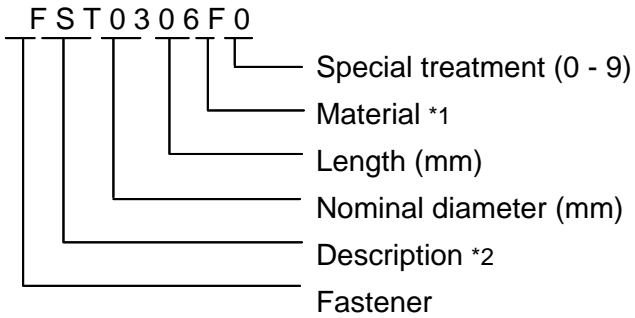 FST0306F0
Special treatment (0 - 9)
Material *1
Length (mm)
Nominal diameter (mm)
Description *2
Fastener